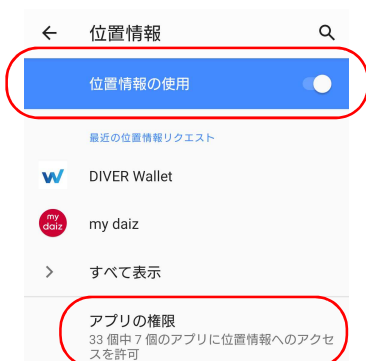 位置情報
位置情報の使用
最近の位置情報リクエスト
DIVER Wallet
my
daiz
my daiz
すべて表示
アプリの権限
33 個中 7 個のアプリに位置情報へのアクセ
スを許可